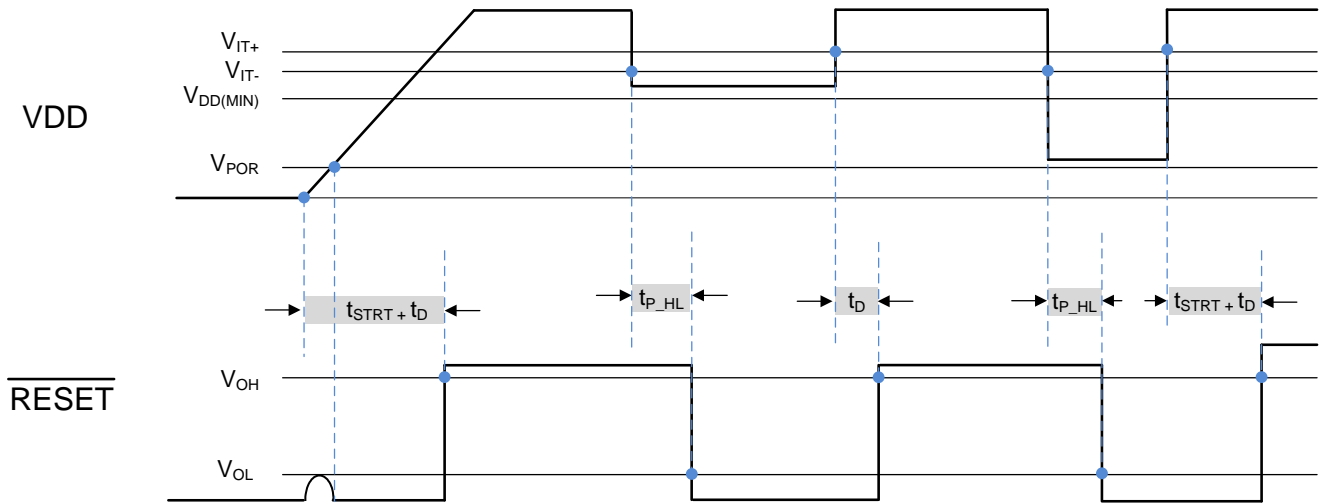 V_IT+
V_IT-
V_DD(MIN)
VDD
V_POR
t_STRT + t_D
t_P_HL
t_D
t_P_HL
t_STRT + t_D
V_OH
RESET
V_OL